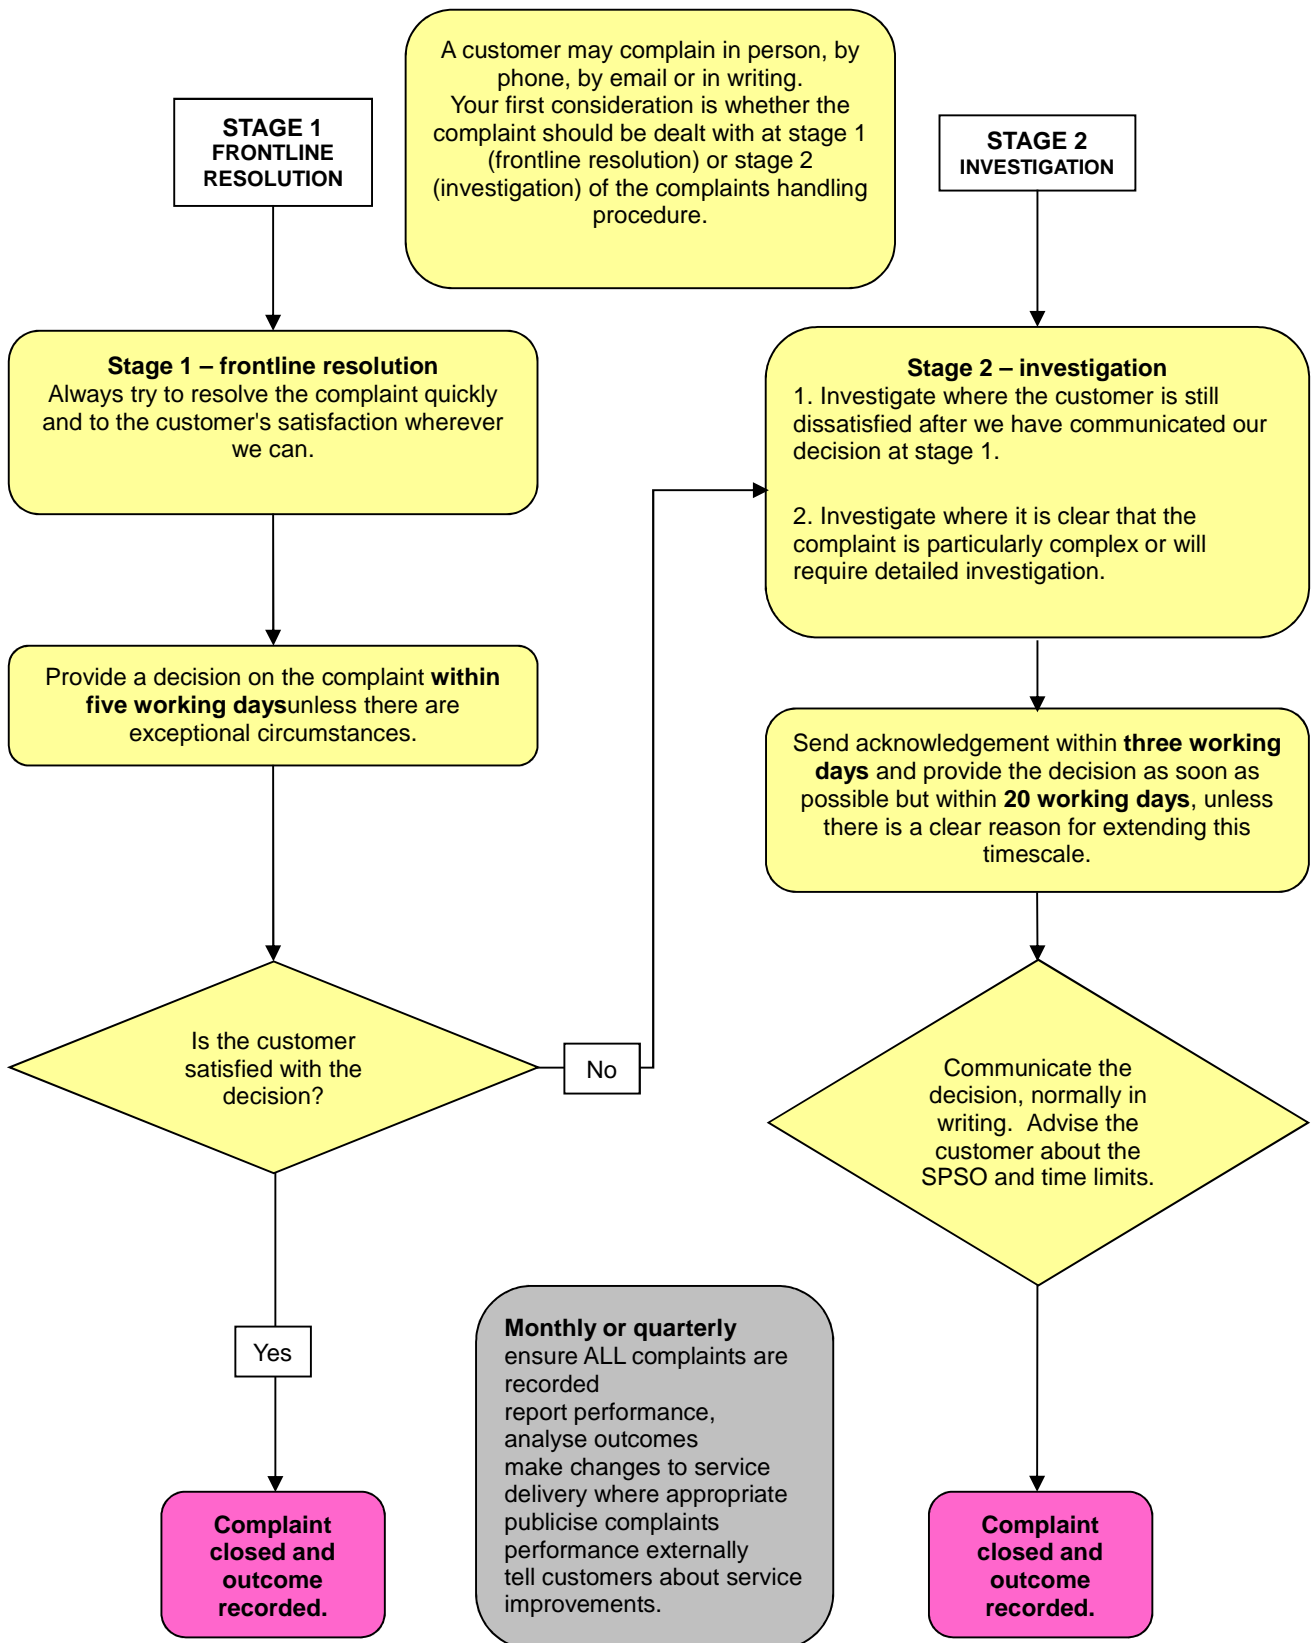 A customer may complain in person, by
phone, by email or in writing.
Your first consideration is whether the
complaint should be dealt with at stage 1
(frontline resolution) or stage 2
(investigation) of the complaints handling
procedure.
STAGE 1
FRONTLINE
RESOLUTION
STAGE 2
INVESTIGATION
Stage 1 – frontline resolution
Always try to resolve the complaint quickly
and to the customer's satisfaction wherever
we can.
Provide a decision on the complaint within
five working daysunless there are
exceptional circumstances.
Is the customer
satisfied with the
decision?
No
Yes
Complaint
closed and
outcome
recorded.
Stage 2 – investigation
1. Investigate where the customer is still
dissatisfied after we have communicated our
decision at stage 1.
2. Investigate where it is clear that the
complaint is particularly complex or will
require detailed investigation.
Send acknowledgement within three working
days and provide the decision as soon as
possible but within 20 working days, unless
there is a clear reason for extending this
timescale.
Communicate the
decision, normally in
writing.  Advise the
customer about the
SPSO and time limits.
Complaint
closed and
outcome
recorded.
Monthly or quarterly
ensure ALL complaints are
recorded
report performance,
analyse outcomes
make changes to service
delivery where appropriate
publicise complaints
performance externally
tell customers about service
improvements.